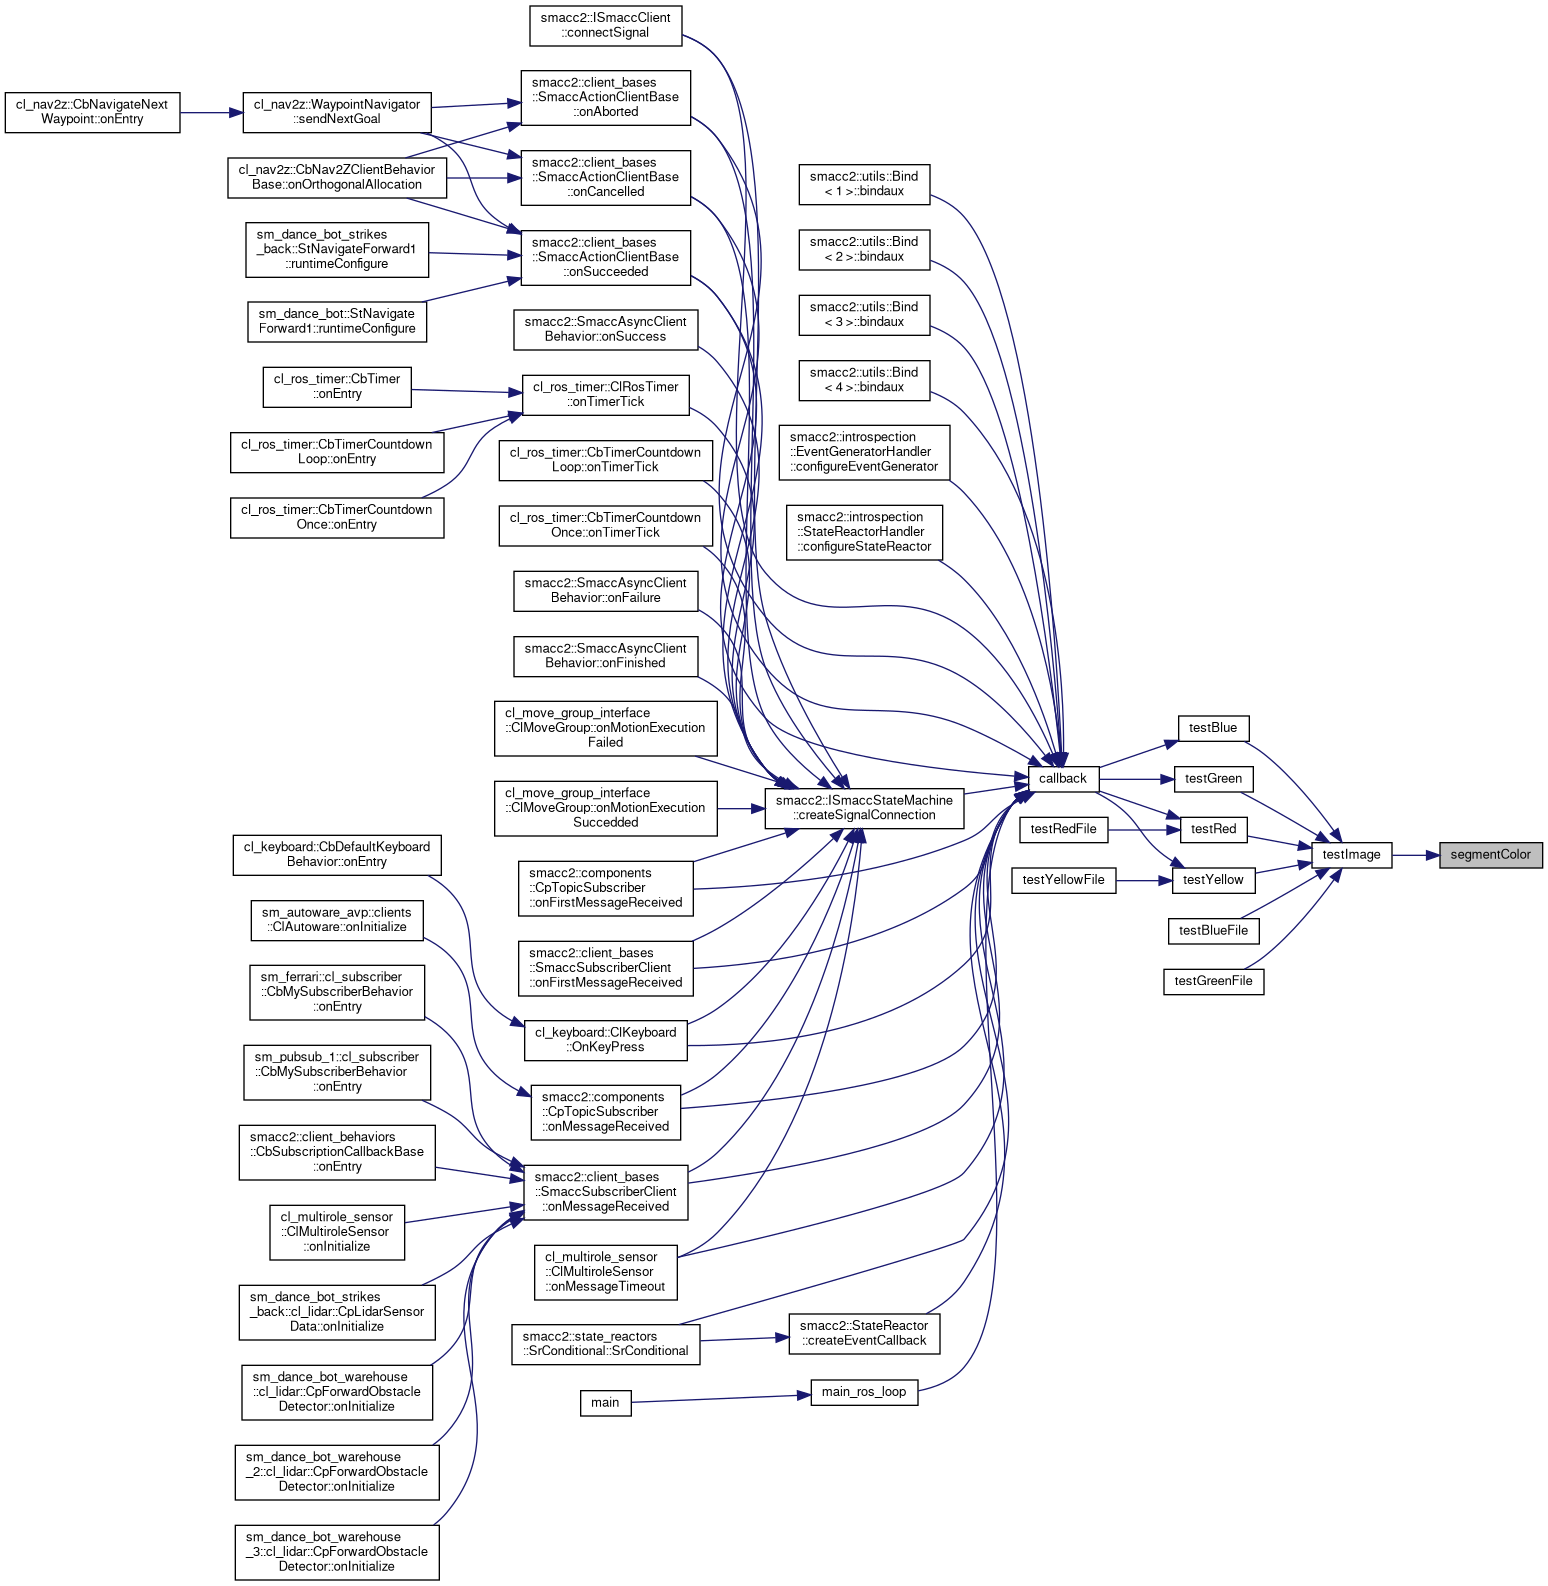 smacc2::ISmaccClient
::connectSignal
smacc2::client_bases
::SmaccActionClientBase
::onAborted
cl_nav2z::CbNavigateNext
Waypoint::onEntry
cl_nav2z::WaypointNavigator
::sendNextGoal
smacc2::client_bases
::SmaccActionClientBase
::onCancelled
cl_nav2z::CbNav2ZClientBehavior
Base::onOrthogonalAllocation
smacc2::client_bases
::SmaccActionClientBase
::onSucceeded
sm_dance_bot_strikes
_back::StNavigateForward1
::runtimeConfigure
sm_dance_bot::StNavigate
Forward1::runtimeConfigure
smacc2::SmaccAsyncClient
Behavior::onSuccess
cl_ros_timer::CbTimer
::onEntry
cl_ros_timer::ClRosTimer
::onTimerTick
cl_ros_timer::CbTimerCountdown
Loop::onEntry
cl_ros_timer::CbTimerCountdown
Loop::onTimerTick
cl_ros_timer::CbTimerCountdown
Once::onEntry
cl_ros_timer::CbTimerCountdown
Once::onTimerTick
smacc2::SmaccAsyncClient
Behavior::onFailure
smacc2::SmaccAsyncClient
Behavior::onFinished
cl_move_group_interface
::ClMoveGroup::onMotionExecution
Failed
cl_move_group_interface
::ClMoveGroup::onMotionExecution
Succedded
smacc2::utils::Bind
< 1 >::bindaux
smacc2::utils::Bind
< 2 >::bindaux
smacc2::utils::Bind
< 3 >::bindaux
smacc2::utils::Bind
< 4 >::bindaux
smacc2::introspection
::EventGeneratorHandler
::configureEventGenerator
smacc2::introspection
::StateReactorHandler
::configureStateReactor
smacc2::ISmaccStateMachine
::createSignalConnection
callback
testBlue
testGreen
testRedFile
testRed
testYellowFile
testYellow
testBlueFile
testGreenFile
testImage
segmentColor
cl_keyboard::CbDefaultKeyboard
Behavior::onEntry
smacc2::components
::CpTopicSubscriber
::onFirstMessageReceived
sm_autoware_avp::clients
::ClAutoware::onInitialize
smacc2::client_bases
::SmaccSubscriberClient
::onFirstMessageReceived
sm_ferrari::cl_subscriber
::CbMySubscriberBehavior
::onEntry
cl_keyboard::ClKeyboard
::OnKeyPress
sm_pubsub_1::cl_subscriber
::CbMySubscriberBehavior
::onEntry
smacc2::components
::CpTopicSubscriber
::onMessageReceived
smacc2::client_behaviors
::CbSubscriptionCallbackBase
::onEntry
smacc2::client_bases
::SmaccSubscriberClient
::onMessageReceived
cl_multirole_sensor
::ClMultiroleSensor
::onInitialize
cl_multirole_sensor
::ClMultiroleSensor
::onMessageTimeout
sm_dance_bot_strikes
_back::cl_lidar::CpLidarSensor
Data::onInitialize
smacc2::state_reactors
::SrConditional::SrConditional
smacc2::StateReactor
::createEventCallback
sm_dance_bot_warehouse
::cl_lidar::CpForwardObstacle
Detector::onInitialize
main
main_ros_loop
sm_dance_bot_warehouse
_2::cl_lidar::CpForwardObstacle
Detector::onInitialize
sm_dance_bot_warehouse
_3::cl_lidar::CpForwardObstacle
Detector::onInitialize